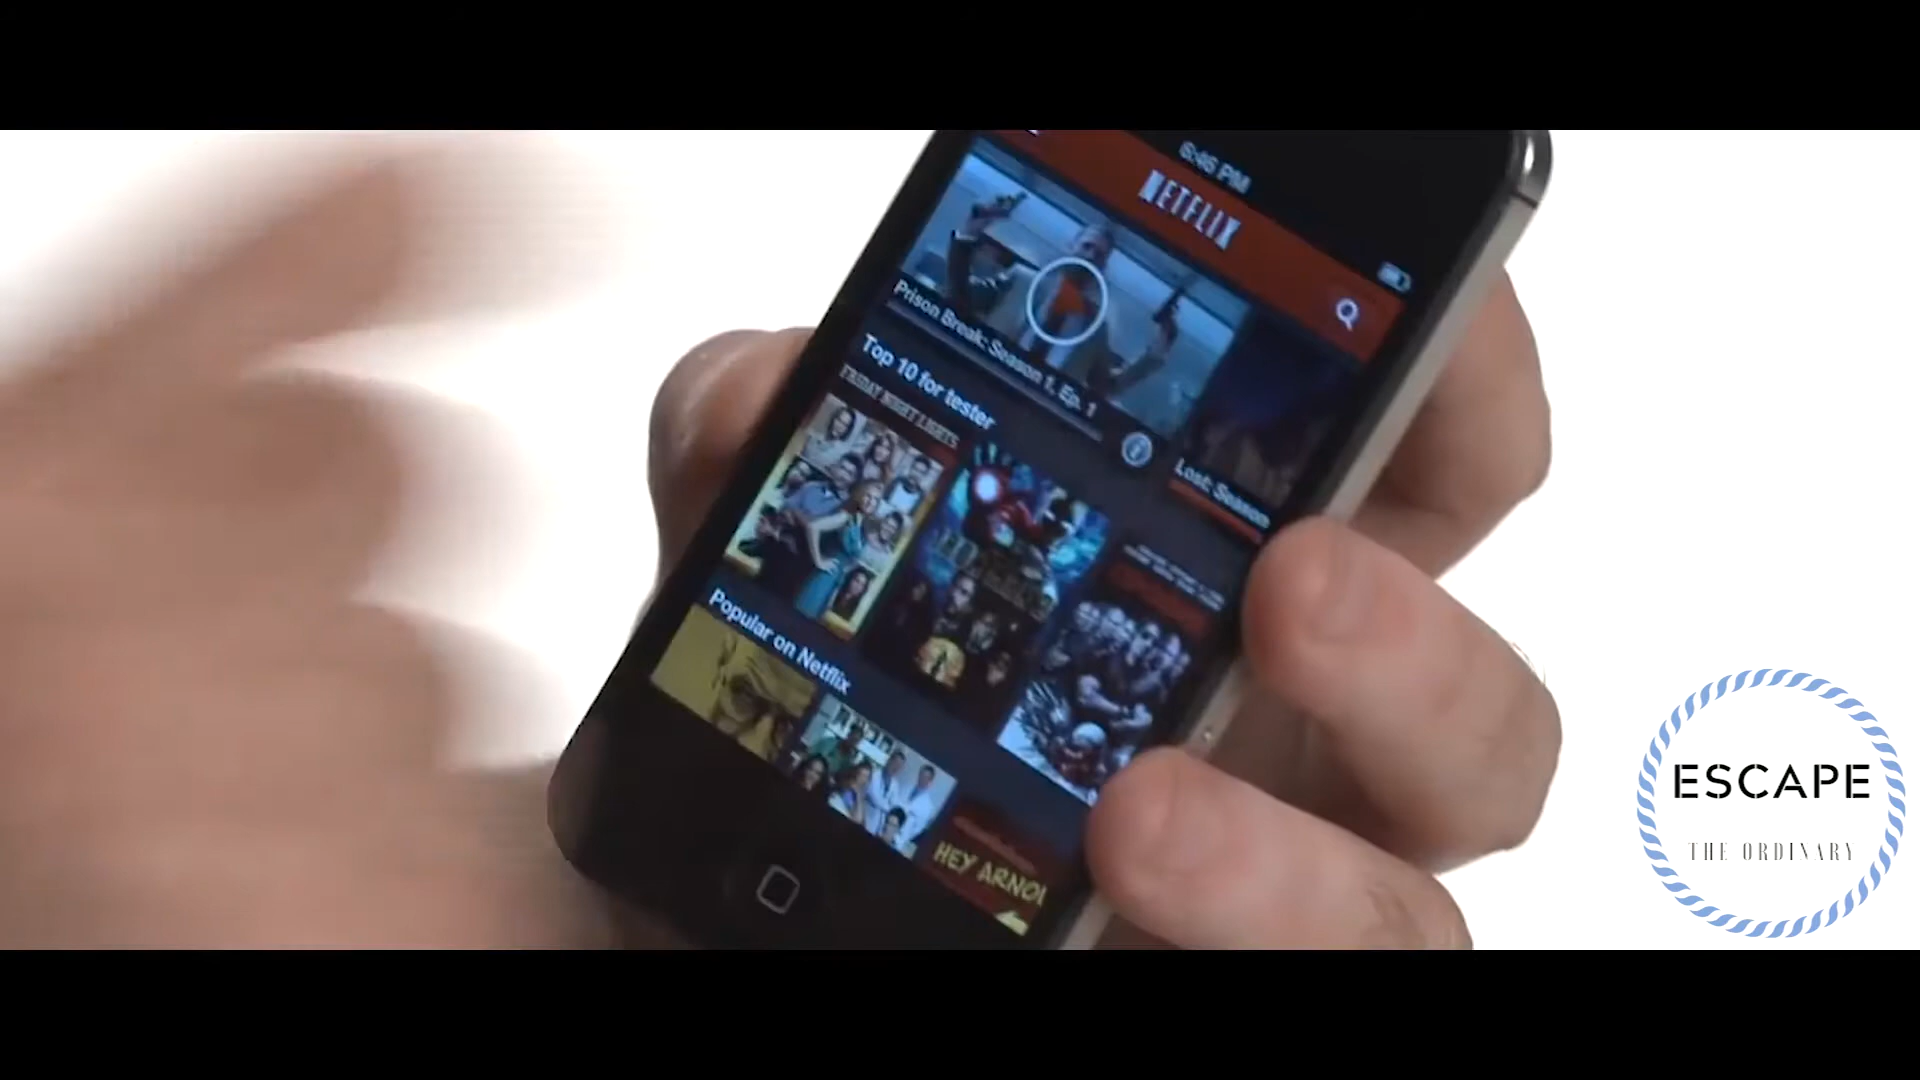 6:46 PM
NETFLIX
Prison Break: Season 1, Ep. 1
Lost: Season
Top 10 for tester
FRIDAY NIGHT LIGHTS
Popular on Netflix
HEY ARNOL
ESCAPE
THE ORDINARY